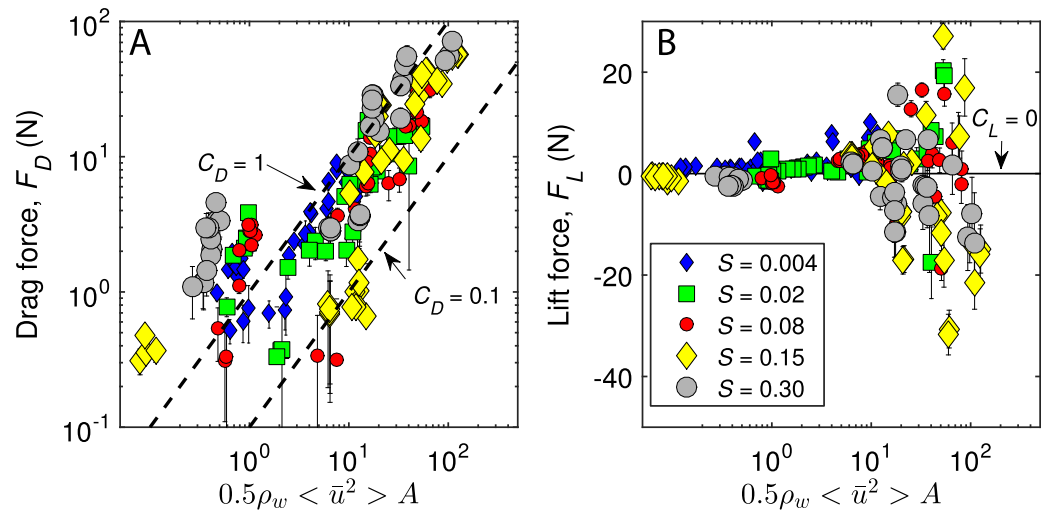 A
Drag force, F_D (N)
10^2
10^1
10^0
10^-1
C_D = 1
C_D = 0.1
10^0
10^1
10^2
0.5ρ_w < ū^2 > A
B
Lift force, F_L (N)
20
0
-20
-40
C_L = 0
S = 0.004
S = 0.02
S = 0.08
S = 0.15
S = 0.30
10^0
10^1
10^2
0.5ρ_w < ū^2 > A